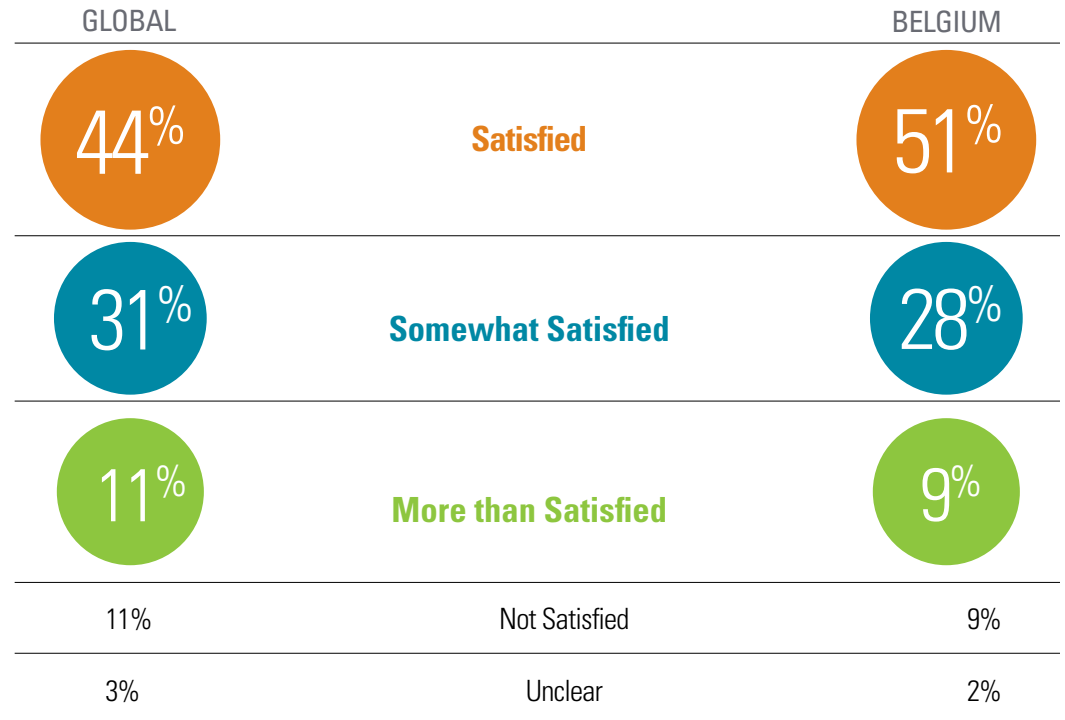 GLOBAL BELGIUM
44% Satisfied 51%
31% Somewhat Satisfied 28%
11% More than Satisfied 9%
11% Not Satisfied 9%
3% Unclear 2%